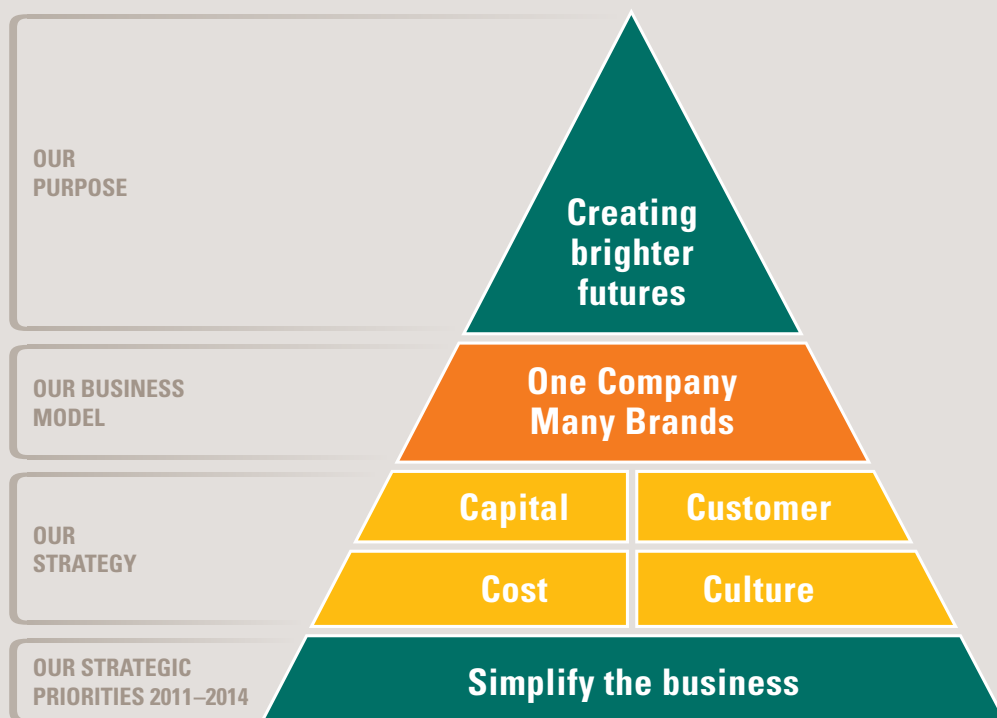 OUR
PURPOSE
Creating
brighter
futures
OUR BUSINESS
MODEL
One Company
Many Brands
OUR
STRATEGY
Capital
Customer
Cost
Culture
OUR STRATEGIC
PRIORITIES 2011–2014
Simplify the business